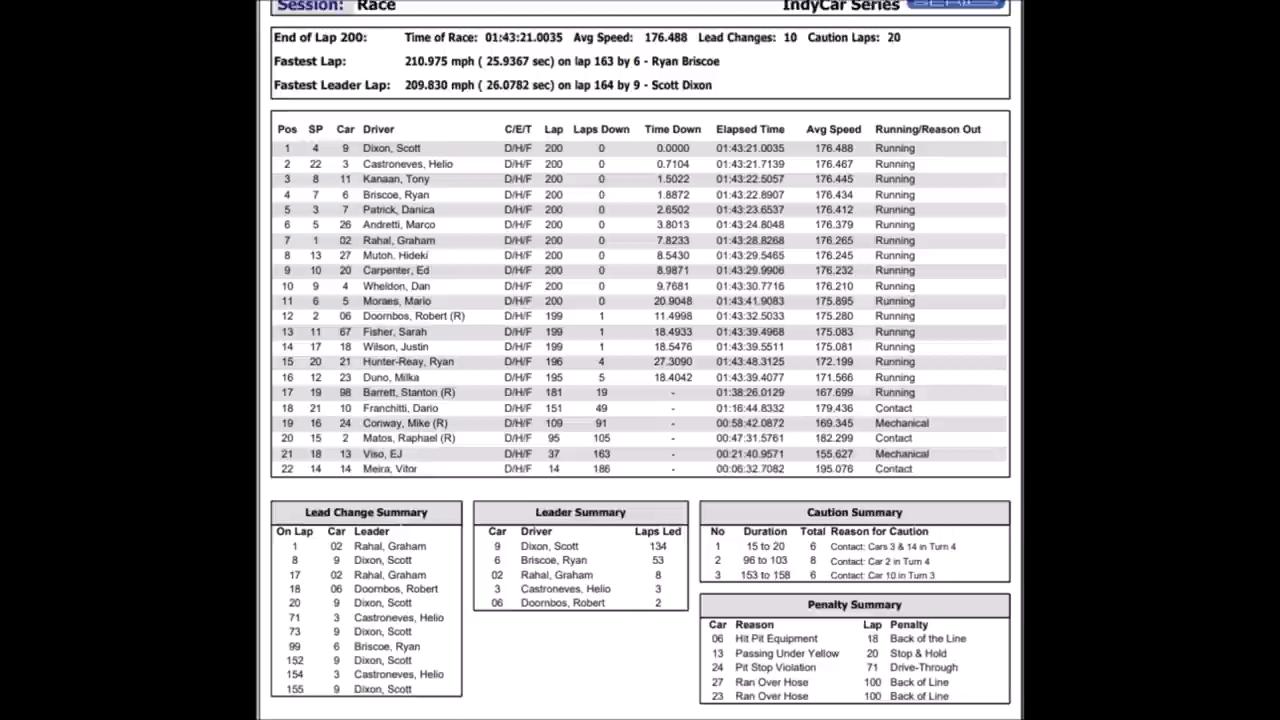 Session: Race IndyCar Series SERIES
End of Lap 200: Time of Race: 01:43:21.0035 Avg Speed: 176.488 Lead Changes: 10 Caution Laps: 20
Fastest Lap: 210.975 mph ( 25.9367 sec) on lap 163 by 6 - Ryan Briscoe
Fastest Leader Lap: 209.830 mph ( 26.0782 sec) on lap 164 by 9 - Scott Dixon
Pos SP Car Driver C/E/T Lap Laps Down Time Down Elapsed Time Avg Speed Running/Reason Out
1 4 9 Dixon, Scott D/H/F 200 0 0.0000 01:43:21.0035 176.488 Running
2 22 3 Castroneves, Helio D/H/F 200 0 0.7104 01:43:21.7139 176.467 Running
3 8 11 Kanaan, Tony D/H/F 200 0 1.5022 01:43:22.5057 176.445 Running
4 7 6 Briscoe, Ryan D/H/F 200 0 1.8872 01:43:22.8907 176.434 Running
5 3 7 Patrick, Danica D/H/F 200 0 2.6502 01:43:23.6537 176.412 Running
6 5 26 Andretti, Marco D/H/F 200 0 3.8013 01:43:24.8048 176.379 Running
7 1 02 Rahal, Graham D/H/F 200 0 7.8233 01:43:28.8268 176.265 Running
8 13 27 Mutoh, Hideki D/H/F 200 0 8.5430 01:43:29.5465 176.245 Running
9 10 20 Carpenter, Ed D/H/F 200 0 8.9871 01:43:29.9906 176.232 Running
10 9 4 Wheldon, Dan D/H/F 200 0 9.7681 01:43:30.7716 176.210 Running
11 6 5 Moraes, Mario D/H/F 200 0 20.9048 01:43:41.9083 175.895 Running
12 2 06 Doornbos, Robert (R) D/H/F 199 1 11.4998 01:43:32.5033 175.280 Running
13 11 67 Fisher, Sarah D/H/F 199 1 18.4933 01:43:39.4968 175.083 Running
14 17 18 Wilson, Justin D/H/F 199 1 18.5476 01:43:39.5511 175.081 Running
15 20 21 Hunter-Reay, Ryan D/H/F 196 4 27.3090 01:43:48.3125 172.199 Running
16 12 23 Duno, Milka D/H/F 195 5 18.4042 01:43:39.4077 171.566 Running
17 19 98 Barrett, Stanton (R) D/H/F 181 19 - 01:38:26.0129 167.699 Running
18 21 10 Franchitti, Dario D/H/F 151 49 - 01:16:44.8332 179.436 Contact
19 16 24 Conway, Mike (R) D/H/F 109 91 - 00:58:42.0872 169.345 Mechanical
20 15 2 Matos, Raphael (R) D/H/F 95 105 - 00:47:31.5761 182.299 Contact
21 18 13 Viso, EJ D/H/F 37 163 - 00:21:40.9571 155.627 Mechanical
22 14 14 Meira, Vitor D/H/F 14 186 - 00:06:32.7082 195.076 Contact
Lead Change Summary
On Lap Car Leader
1 02 Rahal, Graham
8 9 Dixon, Scott
17 02 Rahal, Graham
18 06 Doornbos, Robert
20 9 Dixon, Scott
71 3 Castroneves, Helio
73 9 Dixon, Scott
99 6 Briscoe, Ryan
152 9 Dixon, Scott
154 3 Castroneves, Helio
155 9 Dixon, Scott
Leader Summary
Car Driver Laps Led
9 Dixon, Scott 134
6 Briscoe, Ryan 53
02 Rahal, Graham 8
3 Castroneves, Helio 3
06 Doornbos, Robert 2
Caution Summary
No Duration Total Reason for Caution
1 15 to 20 6 Contact: Cars 3 & 14 in Turn 4
2 96 to 103 8 Contact: Car 2 in Turn 4
3 153 to 158 6 Contact: Car 10 in Turn 3
Penalty Summary
Car Reason Lap Penalty
06 Hit Pit Equipment 18 Back of the Line
13 Passing Under Yellow 20 Stop & Hold
24 Pit Stop Violation 71 Drive-Through
27 Ran Over Hose 100 Back of Line
23 Ran Over Hose 100 Back of Line